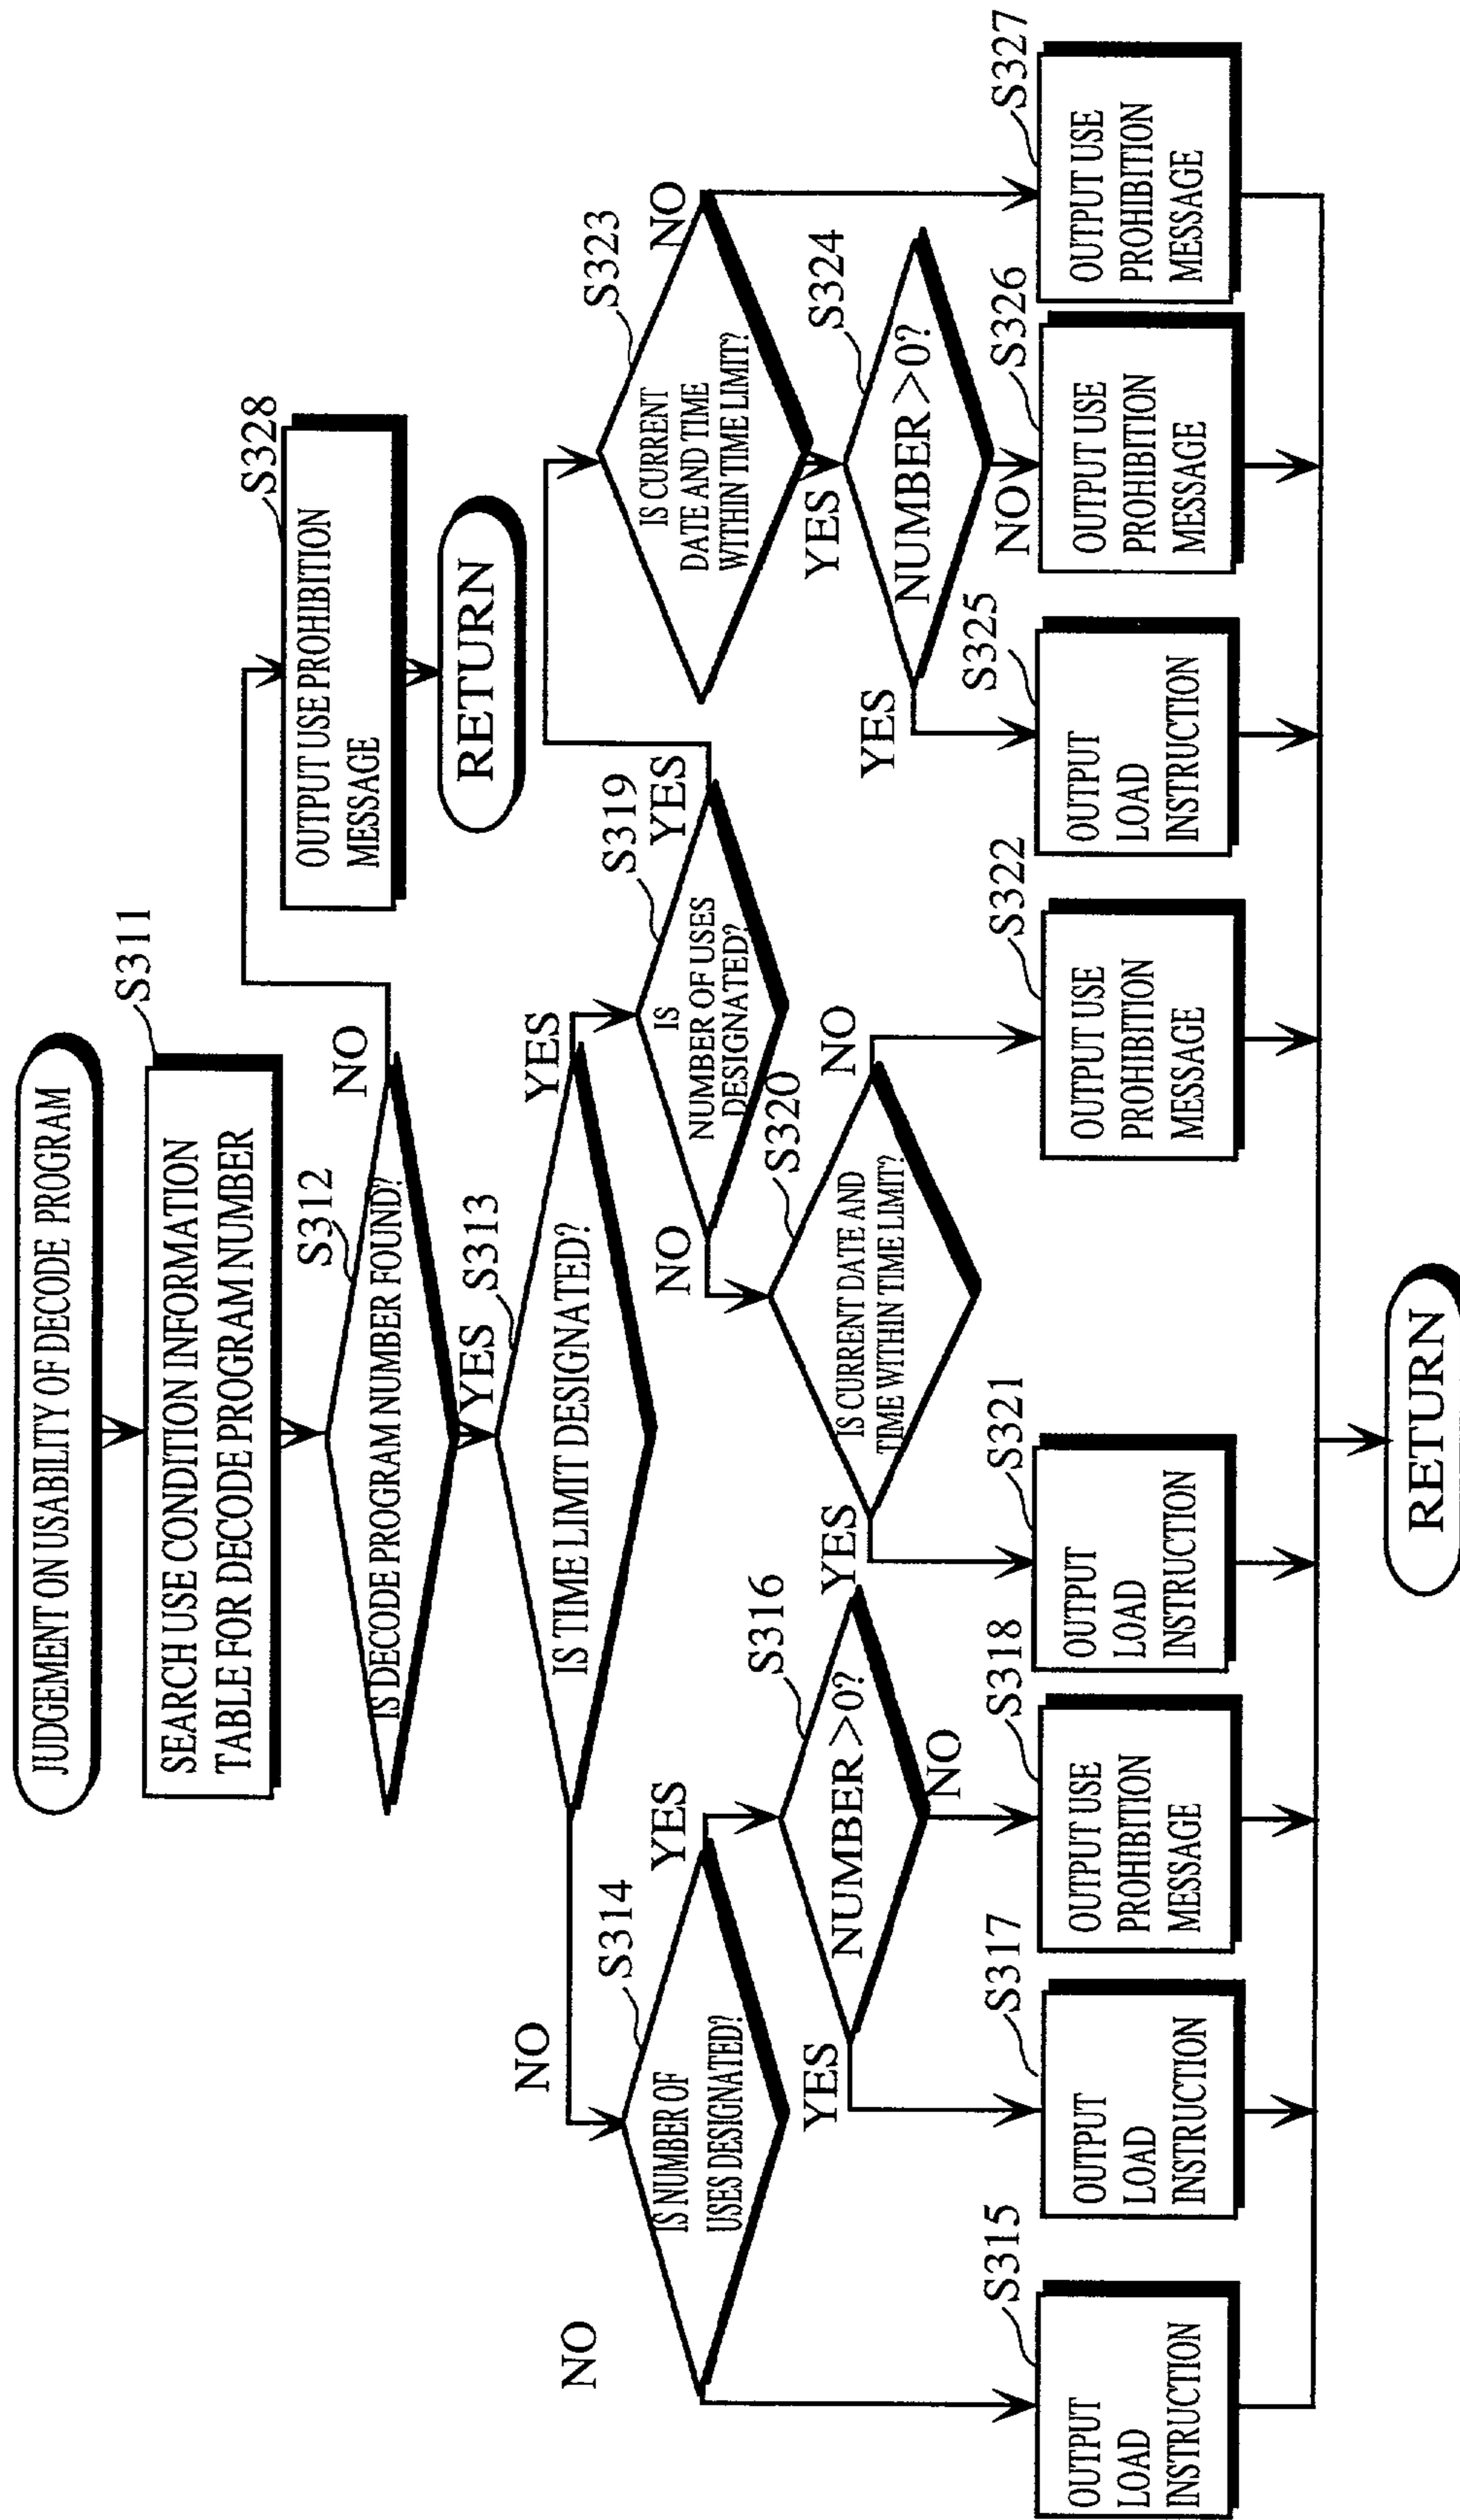 JUDGEMENT ON USABILITY OF DECODE PROGRAM
S311
SEARCH USE CONDITION INFORMATION
TABLE FOR DECODE PROGRAM NUMBER
S312
IS DECODE PROGRAM NUMBER FOUND?
NO
YES
S328
OUTPUT USE PROHIBITION
MESSAGE
RETURN
S313
IS TIME LIMIT DESIGNATED?
NO
YES
S314
IS NUMBER OF
USES DESIGNATED?
NO
YES
S319
IS
NUMBER OF USES
DESIGNATED?
NO
YES
S323
IS CURRENT
DATE AND TIME
WITHIN TIME LIMIT?
NO
YES
S316
NUMBER>0?
YES
NO
S320
IS CURRENT DATE AND
TIME WITHIN TIME LIMIT?
YES
NO
S324
NUMBER>0?
YES
NO
S315
OUTPUT
LOAD
INSTRUCTION
S317
OUTPUT
LOAD
INSTRUCTION
S318
OUTPUT USE
PROHIBITION
MESSAGE
S321
OUTPUT
LOAD
INSTRUCTION
S322
OUTPUT USE
PROHIBITION
MESSAGE
S325
OUTPUT
LOAD
INSTRUCTION
S326
OUTPUT USE
PROHIBITION
MESSAGE
S327
OUTPUT USE
PROHIBITION
MESSAGE
RETURN